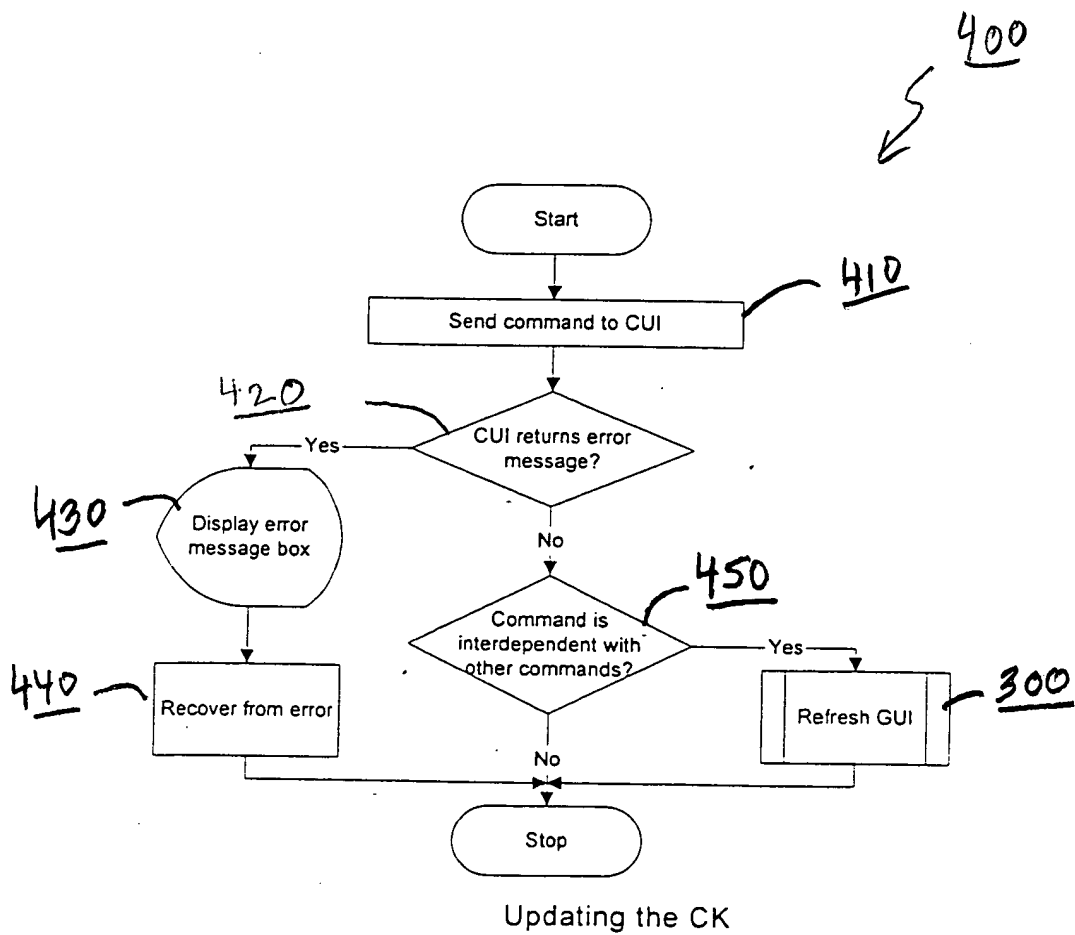 400
Start
410
Send command to CUI
420
CUI returns error
message?
Yes
430
Display error
message box
No
450
Command is
interdependent with
other commands?
Yes
440
Recover from error
300
Refresh GUI
No
Stop
Updating the CK